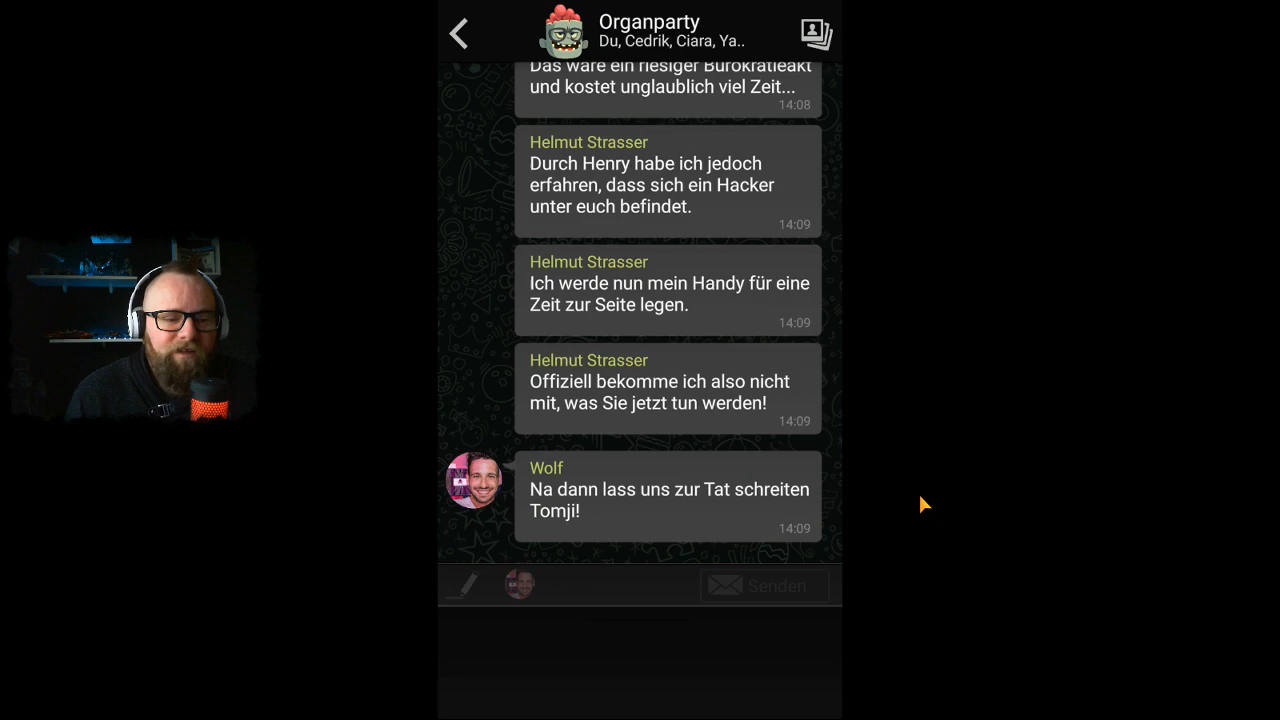 Organparty
Du, Cedrik, Ciara, Ya..
Das wäre ein riesiger Bürokratieakt
und kostet unglaublich viel Zeit...
14:08
Helmut Strasser
Durch Henry habe ich jedoch
erfahren, dass sich ein Hacker
unter euch befindet.
14:09
Helmut Strasser
Ich werde nun mein Handy für eine
Zeit zur Seite legen.
14:09
Helmut Strasser
Offiziell bekomme ich also nicht
mit, was Sie jetzt tun werden!
14:09
Wolf
Na dann lass uns zur Tat schreiten
Tomji!
14:09
Senden